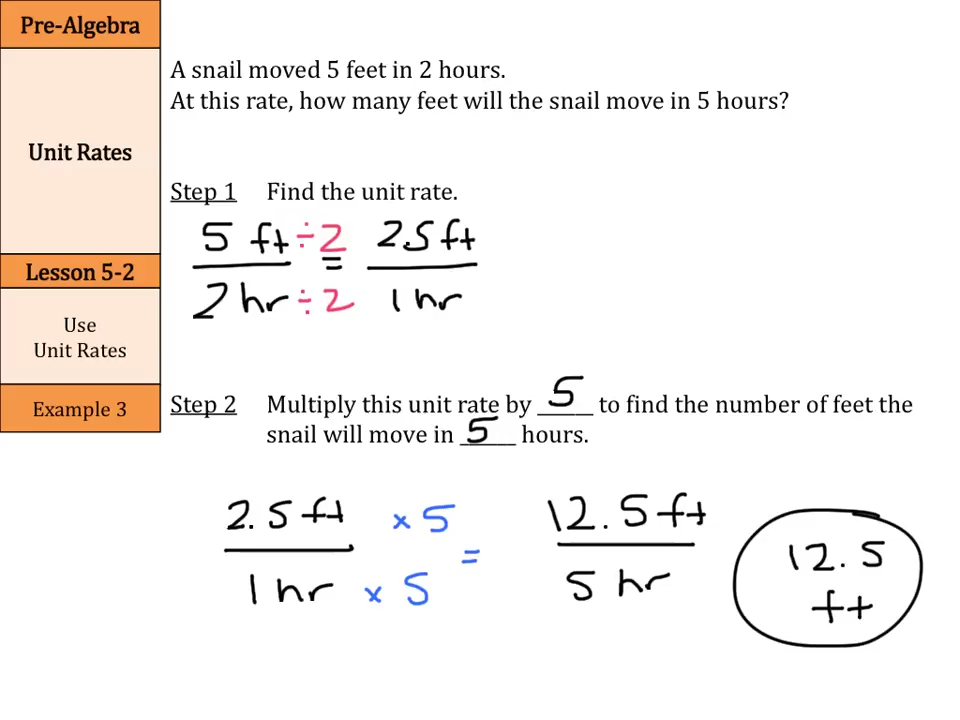 Pre-Algebra
Unit Rates
Lesson 5-2
Use
Unit Rates
Example 3
A snail moved 5 feet in 2 hours.
At this rate, how many feet will the snail move in 5 hours?
Step 1 Find the unit rate.
5 ft ÷2 = 2.5 ft
2 hr ÷2 1 hr
Step 2 Multiply this unit rate by 5 to find the number of feet the
snail will move in 5 hours.
2.5 ft × 5 = 12.5 ft
1 hr × 5 5 hr
12.5
ft